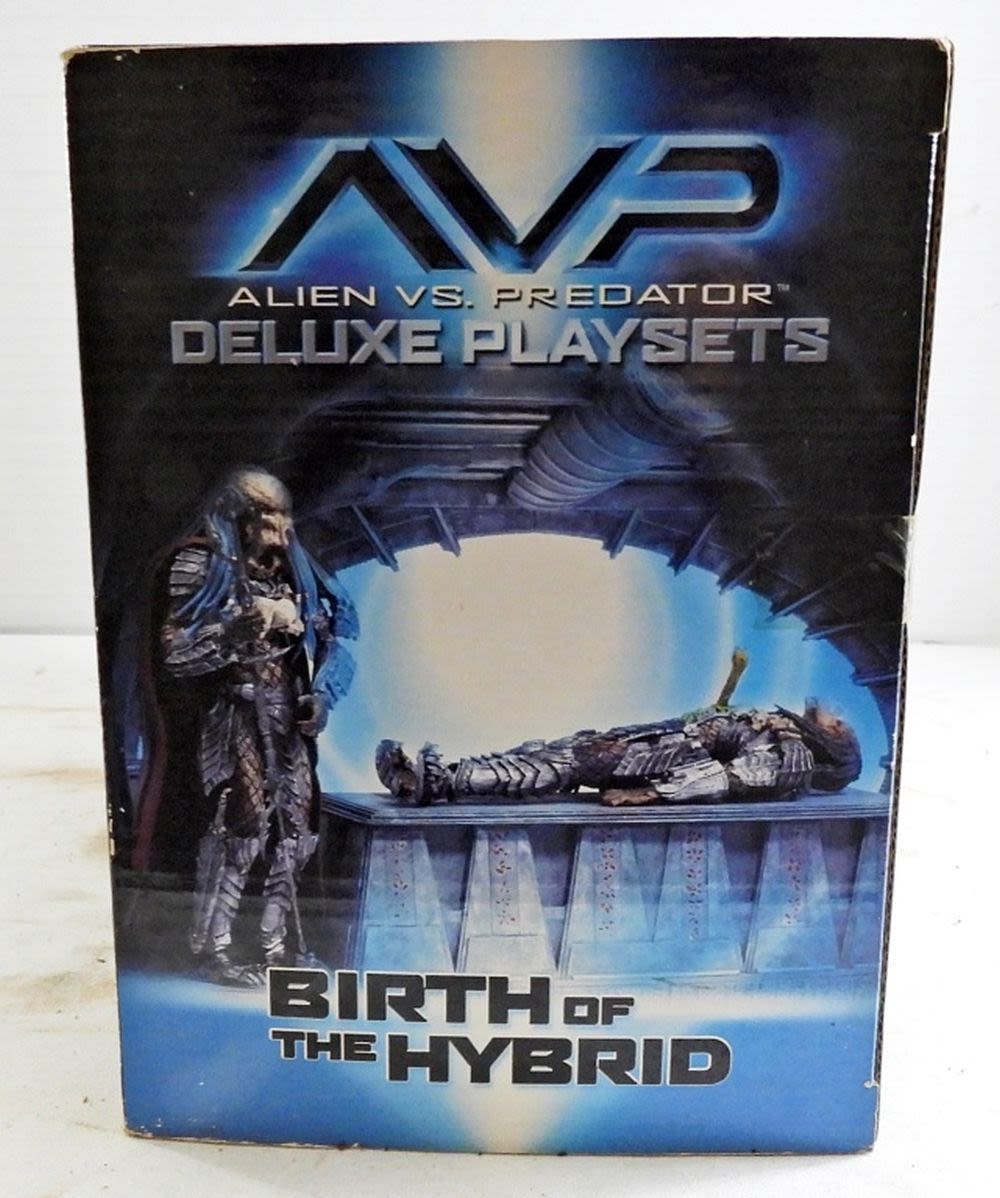 AVP
ALIEN VS. PREDATOR™
DELUXE PLAYSETS
BIRTH OF
THE HYBRID